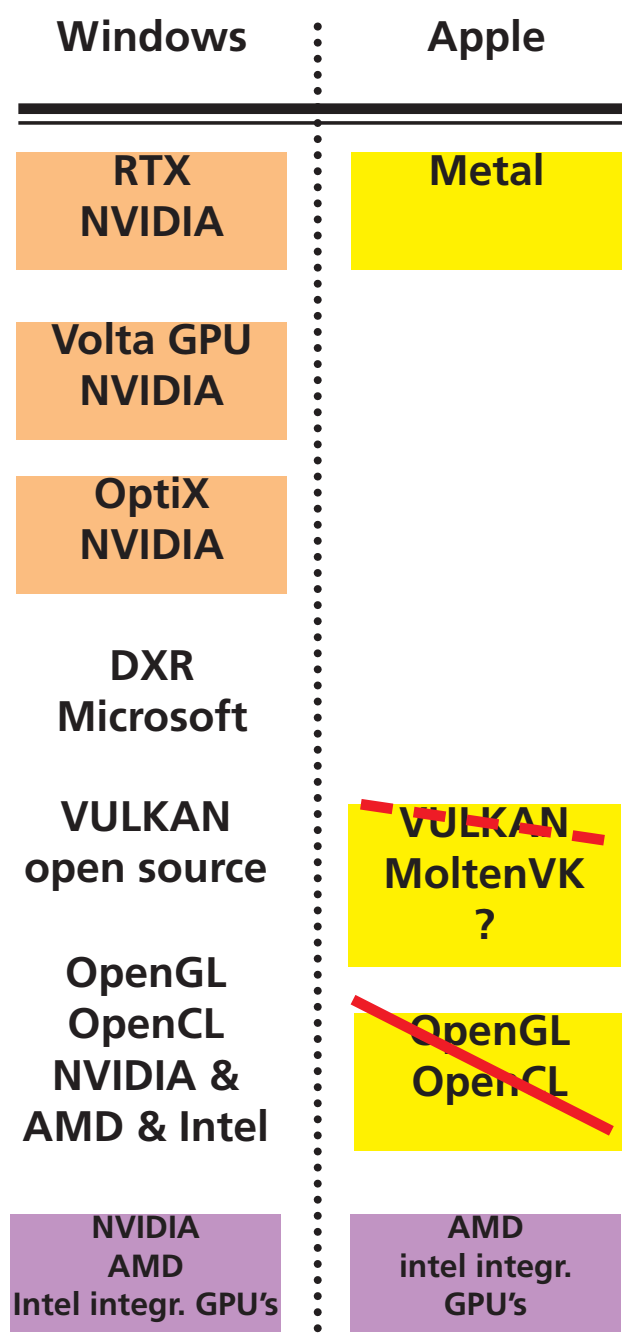 Windows
Apple
RTX
NVIDIA
Metal
Volta GPU
NVIDIA
OptiX
NVIDIA
DXR
Microsoft
VULKAN
open source
VULKAN
MoltenVK
?
OpenGL
OpenCL
NVIDIA &
AMD & Intel
OpenGL
OpenCL
NVIDIA
AMD
Intel integr. GPU's
AMD
intel integr.
GPU's